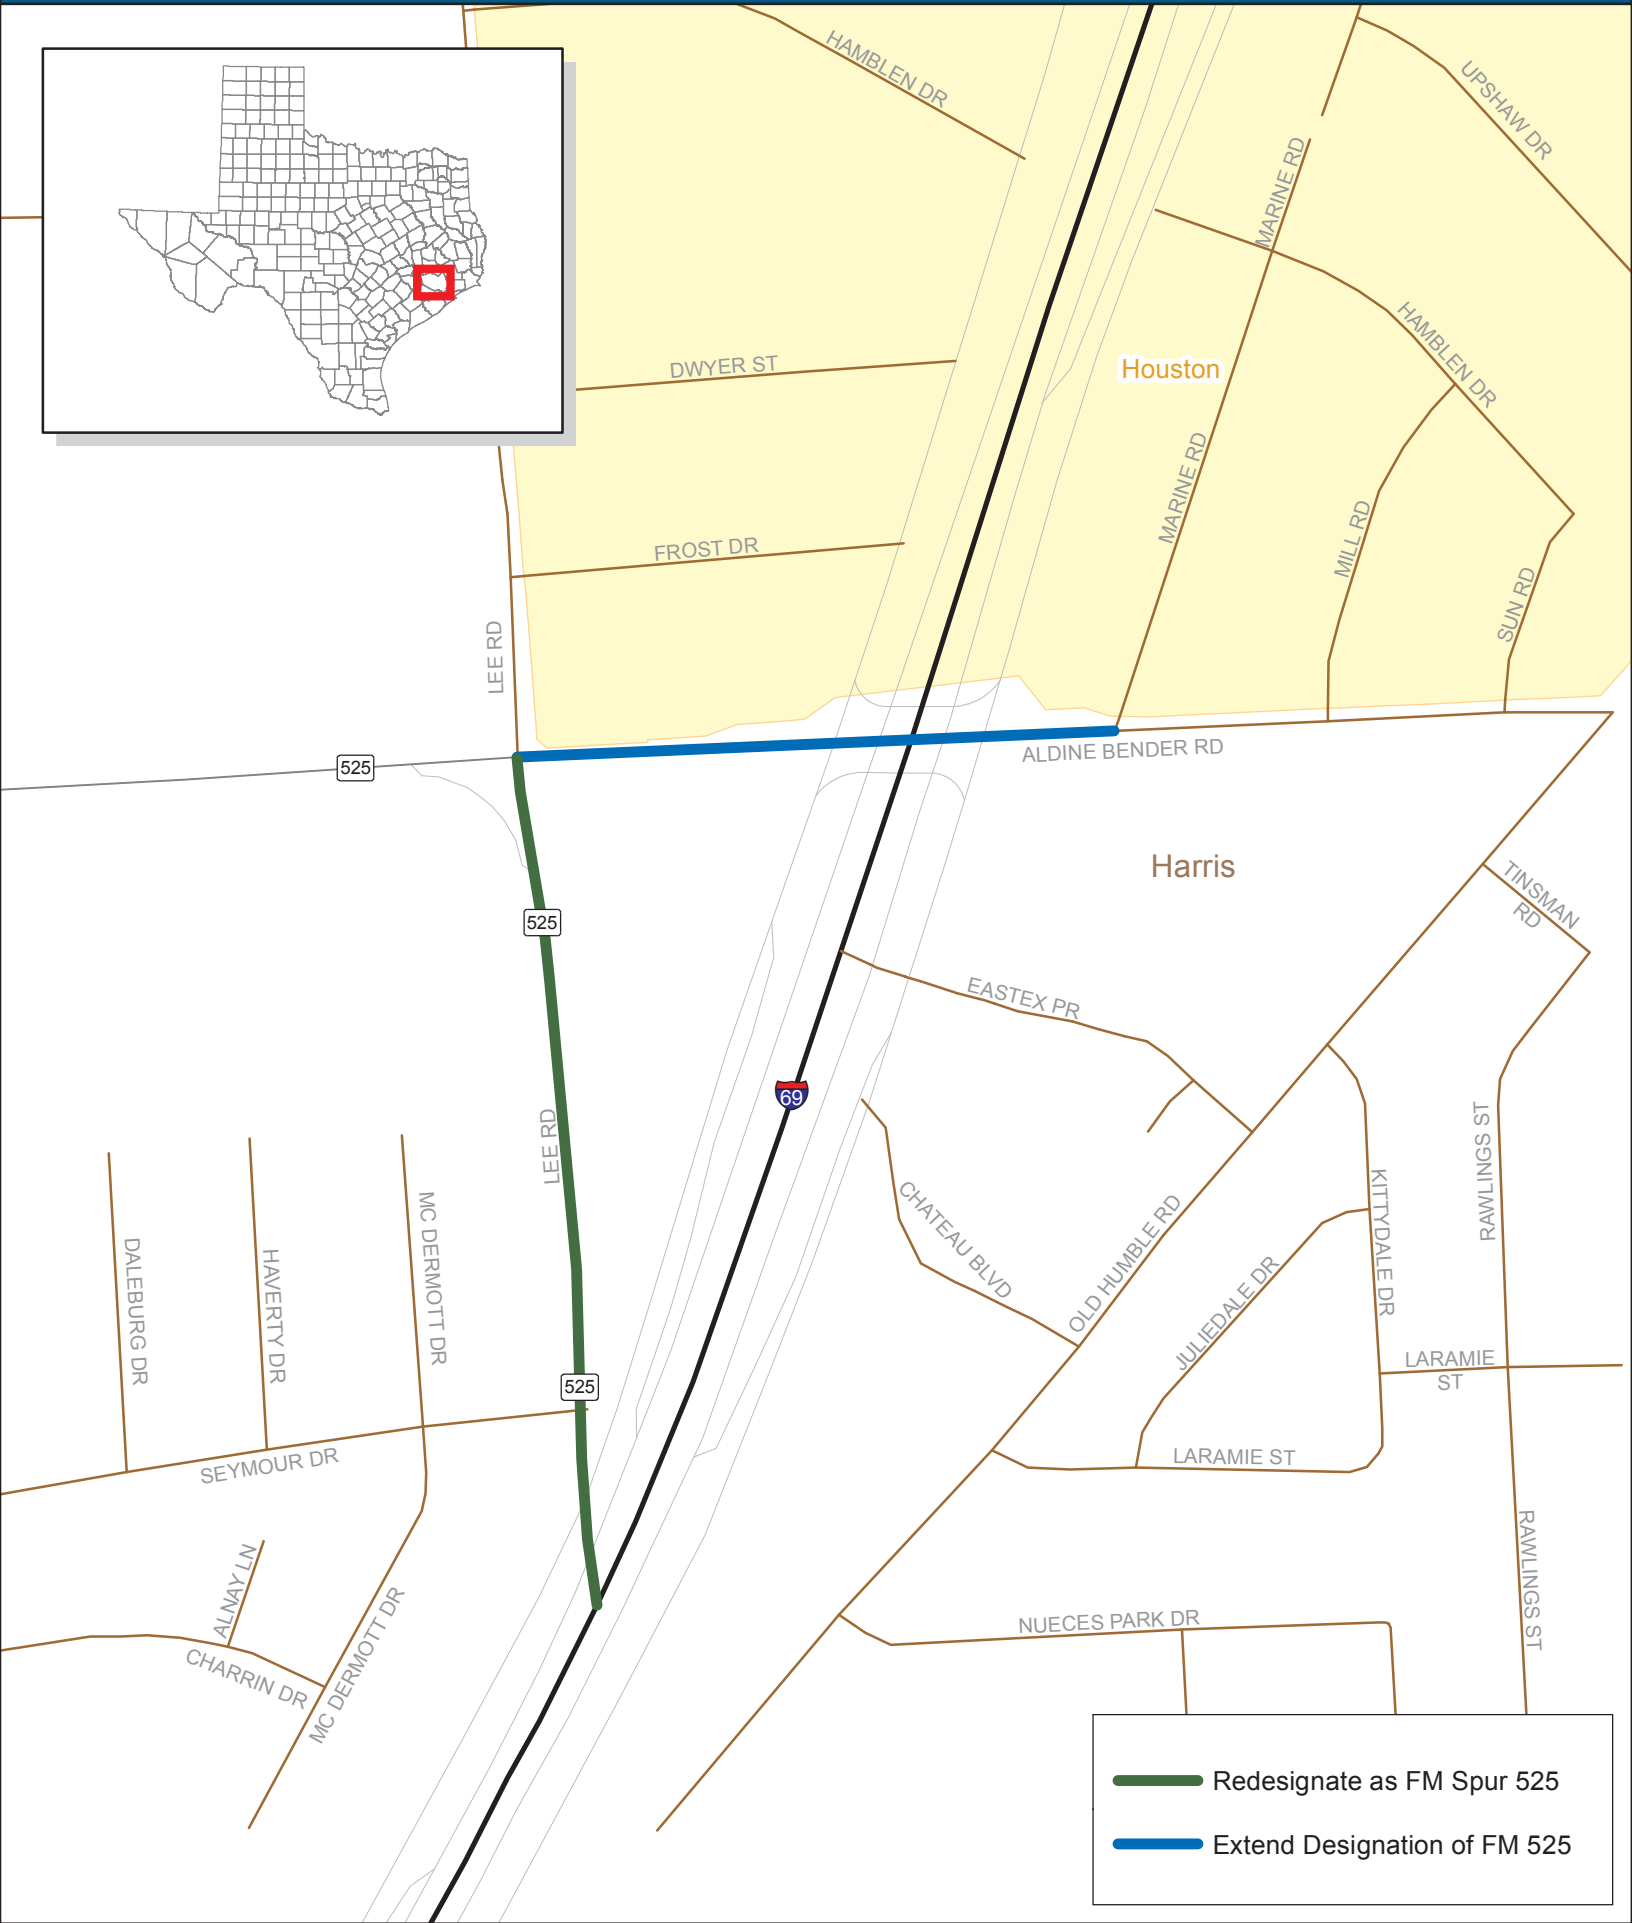 HAMBLEN DR
UPSHAW DR
MARINE RD
HAMBLEN DR
DWYER ST
Houston
MARINE RD
MILL RD
FROST DR
SUN RD
LEE RD
ALDINE BENDER RD
525
Harris
TINSMAN
RD
525
EASTEX PR
69
LEE RD
RAWLINGS ST
CHATEAU BLVD
OLD HUMBLE RD
KITTYDALE DR
MC DERMOTT DR
DALEBURG DR
HAVERTY DR
JULIEDALE DR
LARAMIE
ST
525
SEYMOUR DR
LARAMIE ST
RAWLINGS ST
ALNAY LN
NUECES PARK DR
CHARRIN DR
MC DERMOTT DR
Redesignate as FM Spur 525
Extend Designation of FM 525